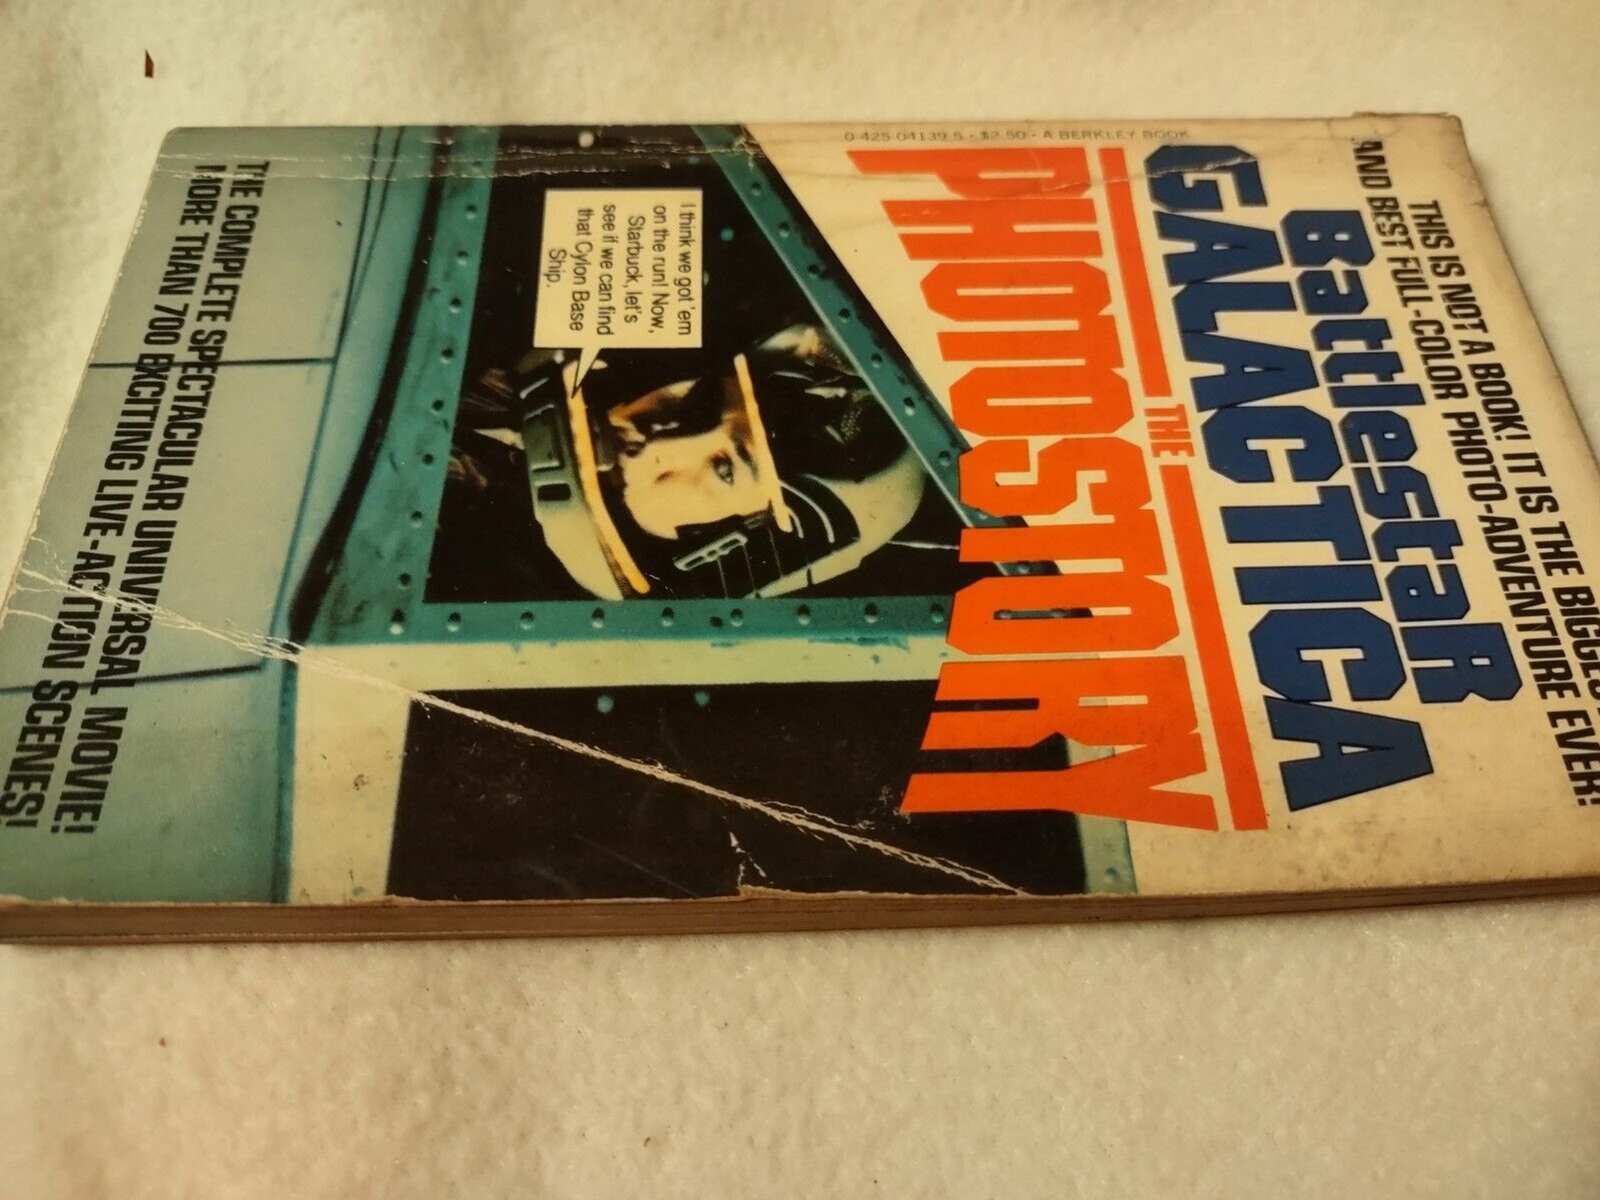 THIS IS NOT A BOOK! IT IS THE BIGGEST
AND BEST FULL-COLOR PHOTO-ADVENTURE EVER!
BattlestaR
GALACTICA
THE
PHOTOSTORY
0-425-04139-5 • $2.50 • A BERKLEY BOOK
I think we got 'em
on the run! Now,
Starbuck, let's
see if we can find
that Cylon Base
Ship.
THE COMPLETE SPECTACULAR UNIVERSAL MOVIE!
MORE THAN 700 EXCITING LIVE-ACTION SCENES!